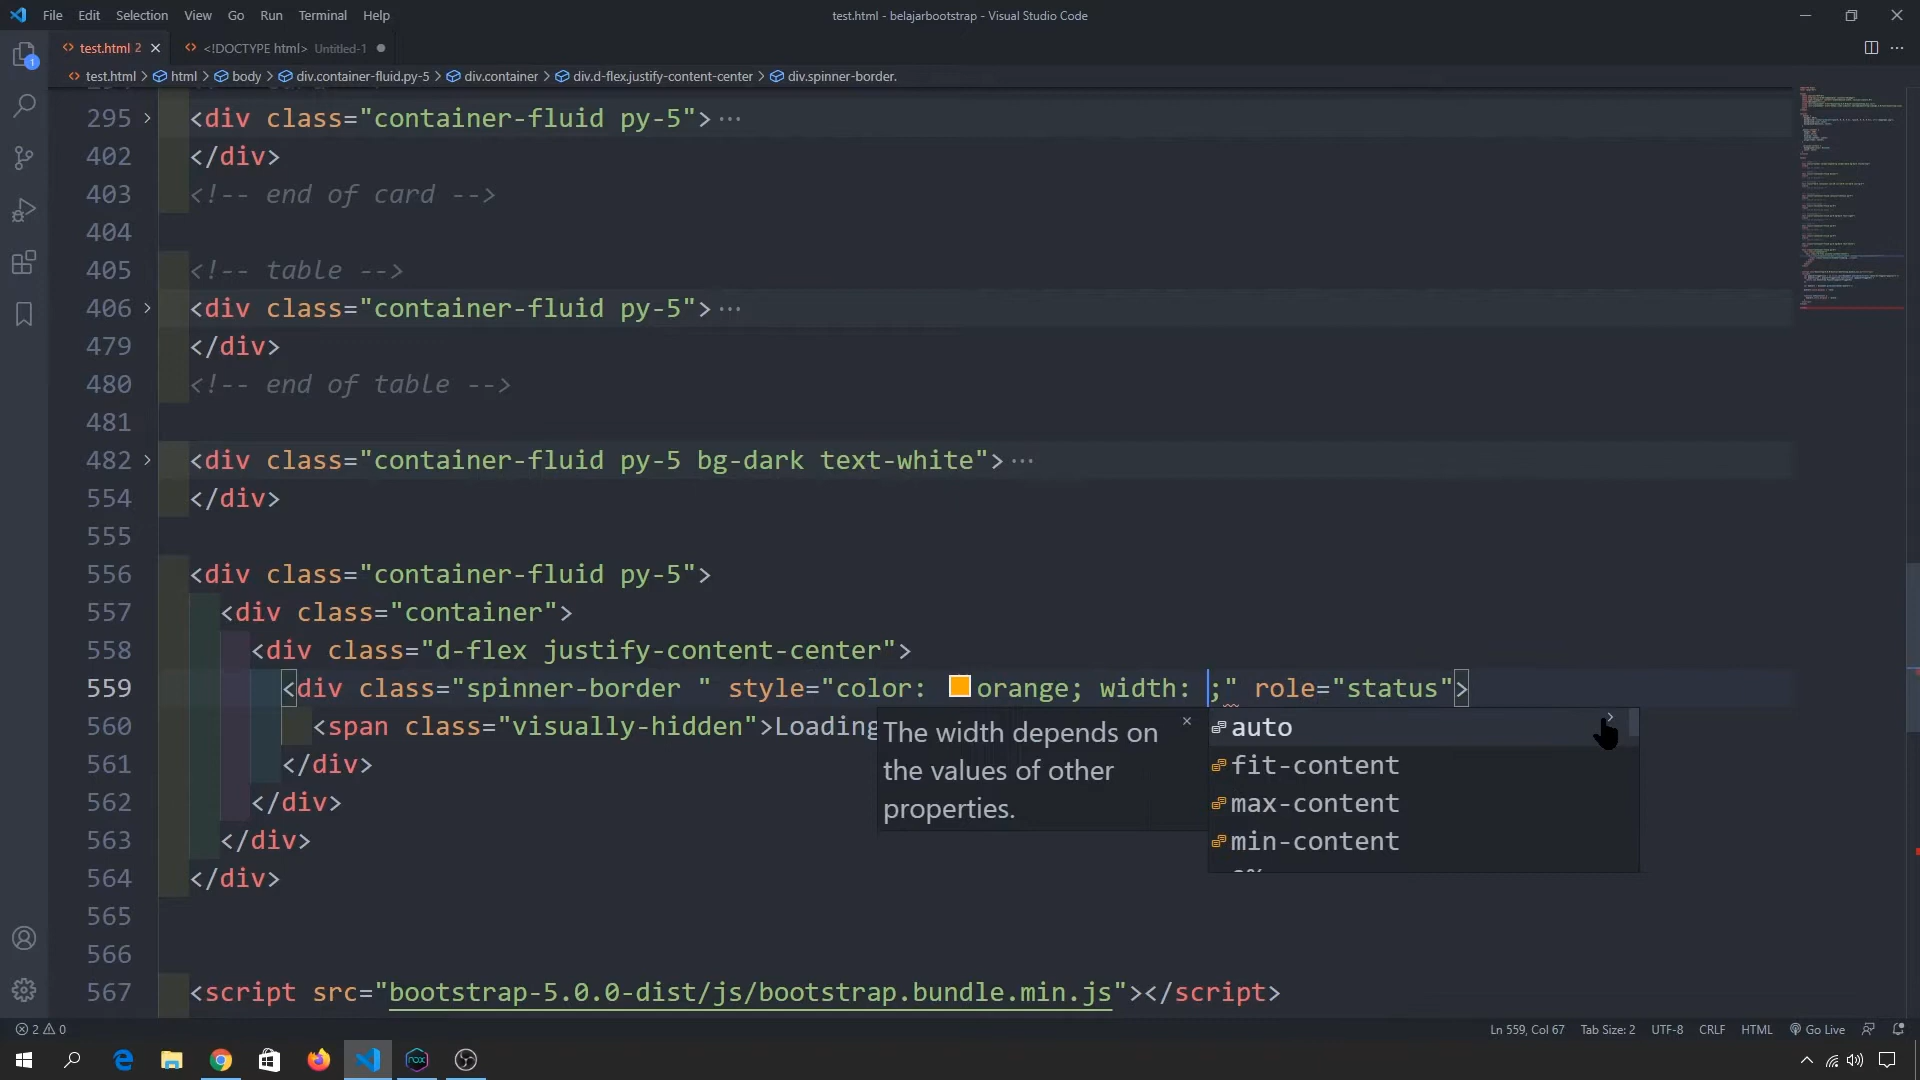 File Edit Selection View Go Run Terminal Help
test.html - belajarbootstrap - Visual Studio Code
test.html 2
<!DOCTYPE html> Untitled-1
test.html > html > body > div.container-fluid.py-5 > div.container > div.d-flex.justify-content-center > div.spinner-border.
295 <div class="container-fluid py-5">
402 </div>
403 <!-- end of card -->
404
405 <!-- table -->
406 <div class="container-fluid py-5">
479 </div>
480 <!-- end of table -->
481
482 <div class="container-fluid py-5 bg-dark text-white">
554 </div>
555
556 <div class="container-fluid py-5">
557 <div class="container">
558 <div class="d-flex justify-content-center">
559 <div class="spinner-border " style="color: orange; width: ;" role="status">
560 <span class="visually-hidden">Loading
561 </div>
562 </div>
563 </div>
564 </div>
565
566
567 <script src="bootstrap-5.0.0-dist/js/bootstrap.bundle.min.js"></script>
The width depends on
the values of other
properties.
auto
fit-content
max-content
min-content
2 0
Ln 559, Col 67 Tab Size: 2 UTF-8 CRLF HTML Go Live